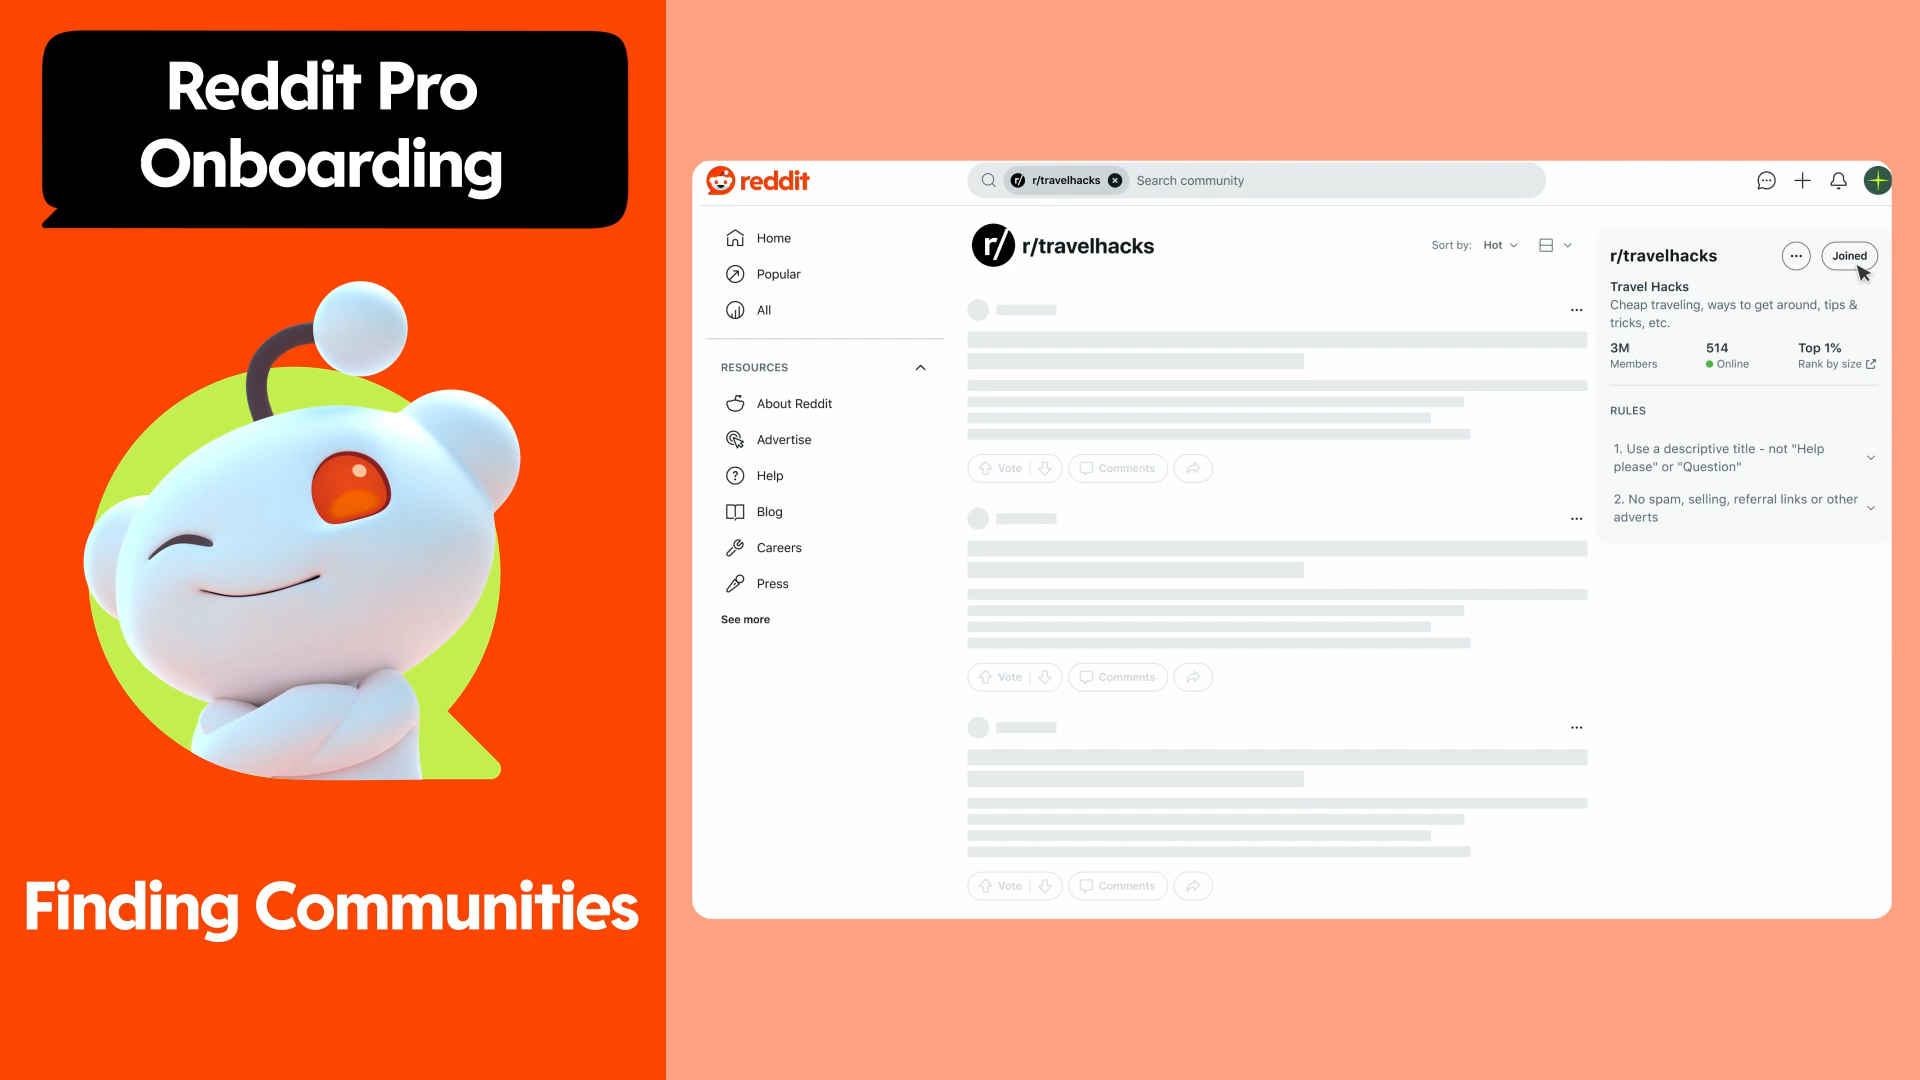 Reddit Pro
Onboarding
Finding Communities
reddit
r/travelhacks
Search community
Home
Popular
All
RESOURCES
About Reddit
Advertise
Help
Blog
Careers
Press
See more
r/ r/travelhacks
Sort by: Hot
Vote
Comments
Vote
Comments
Vote
Comments
r/travelhacks
Joined
Travel Hacks
Cheap traveling, ways to get around, tips &
tricks, etc.
3M 514 Top 1%
Members Online Rank by size
RULES
1. Use a descriptive title - not "Help
please" or "Question"
2. No spam, selling, referral links or other
adverts